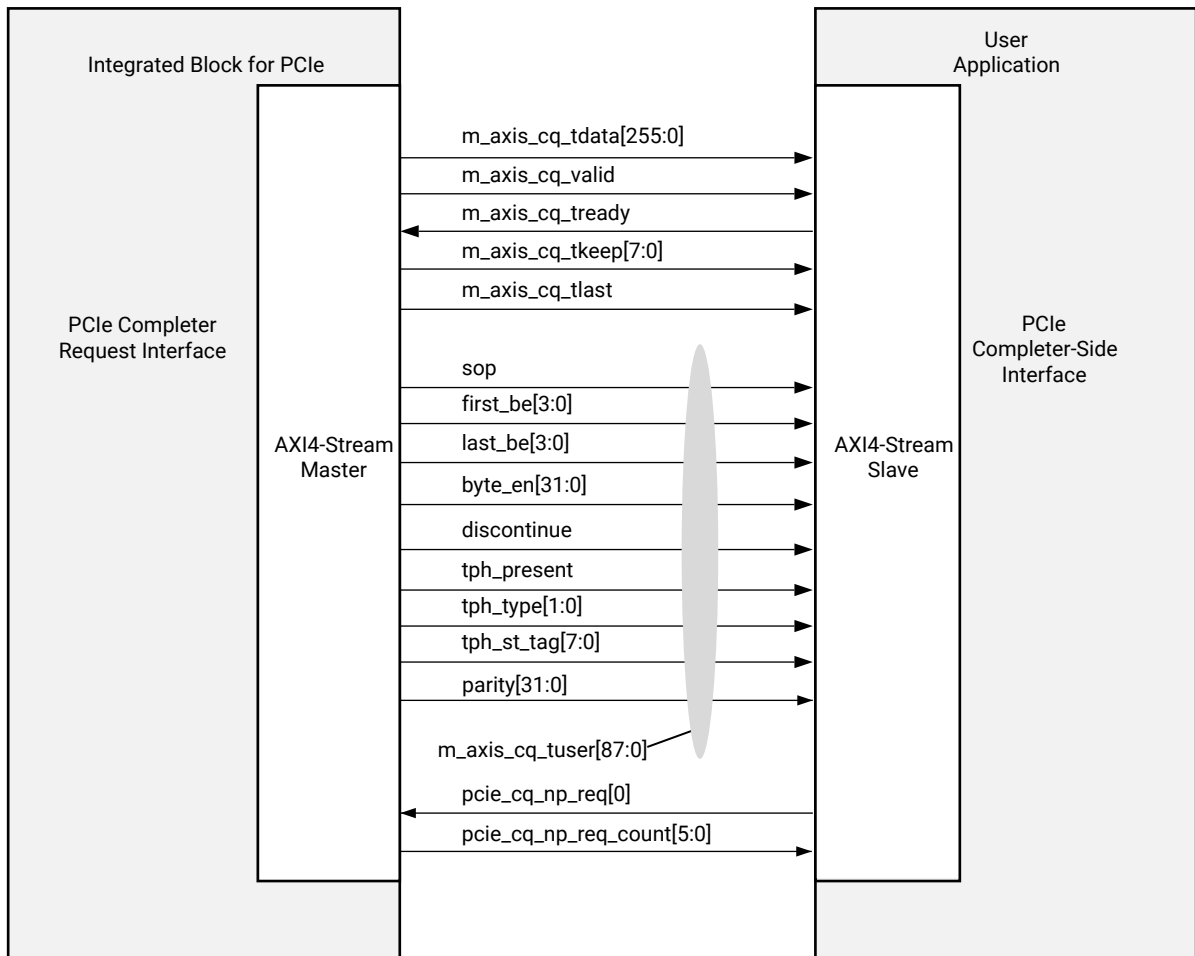 Integrated Block for PCIe
User
Application
m_axis_cq_tdata[255:0]
m_axis_cq_valid
m_axis_cq_tready
m_axis_cq_tkeep[7:0]
m_axis_cq_tlast
PCIe Completer
Request Interface
PCIe
Completer-Side
Interface
sop
first_be[3:0]
last_be[3:0]
byte_en[31:0]
discontinue
tph_present
tph_type[1:0]
tph_st_tag[7:0]
parity[31:0]
AXI4-Stream
Master
AXI4-Stream
Slave
m_axis_cq_tuser[87:0]
pcie_cq_np_req[0]
pcie_cq_np_req_count[5:0]